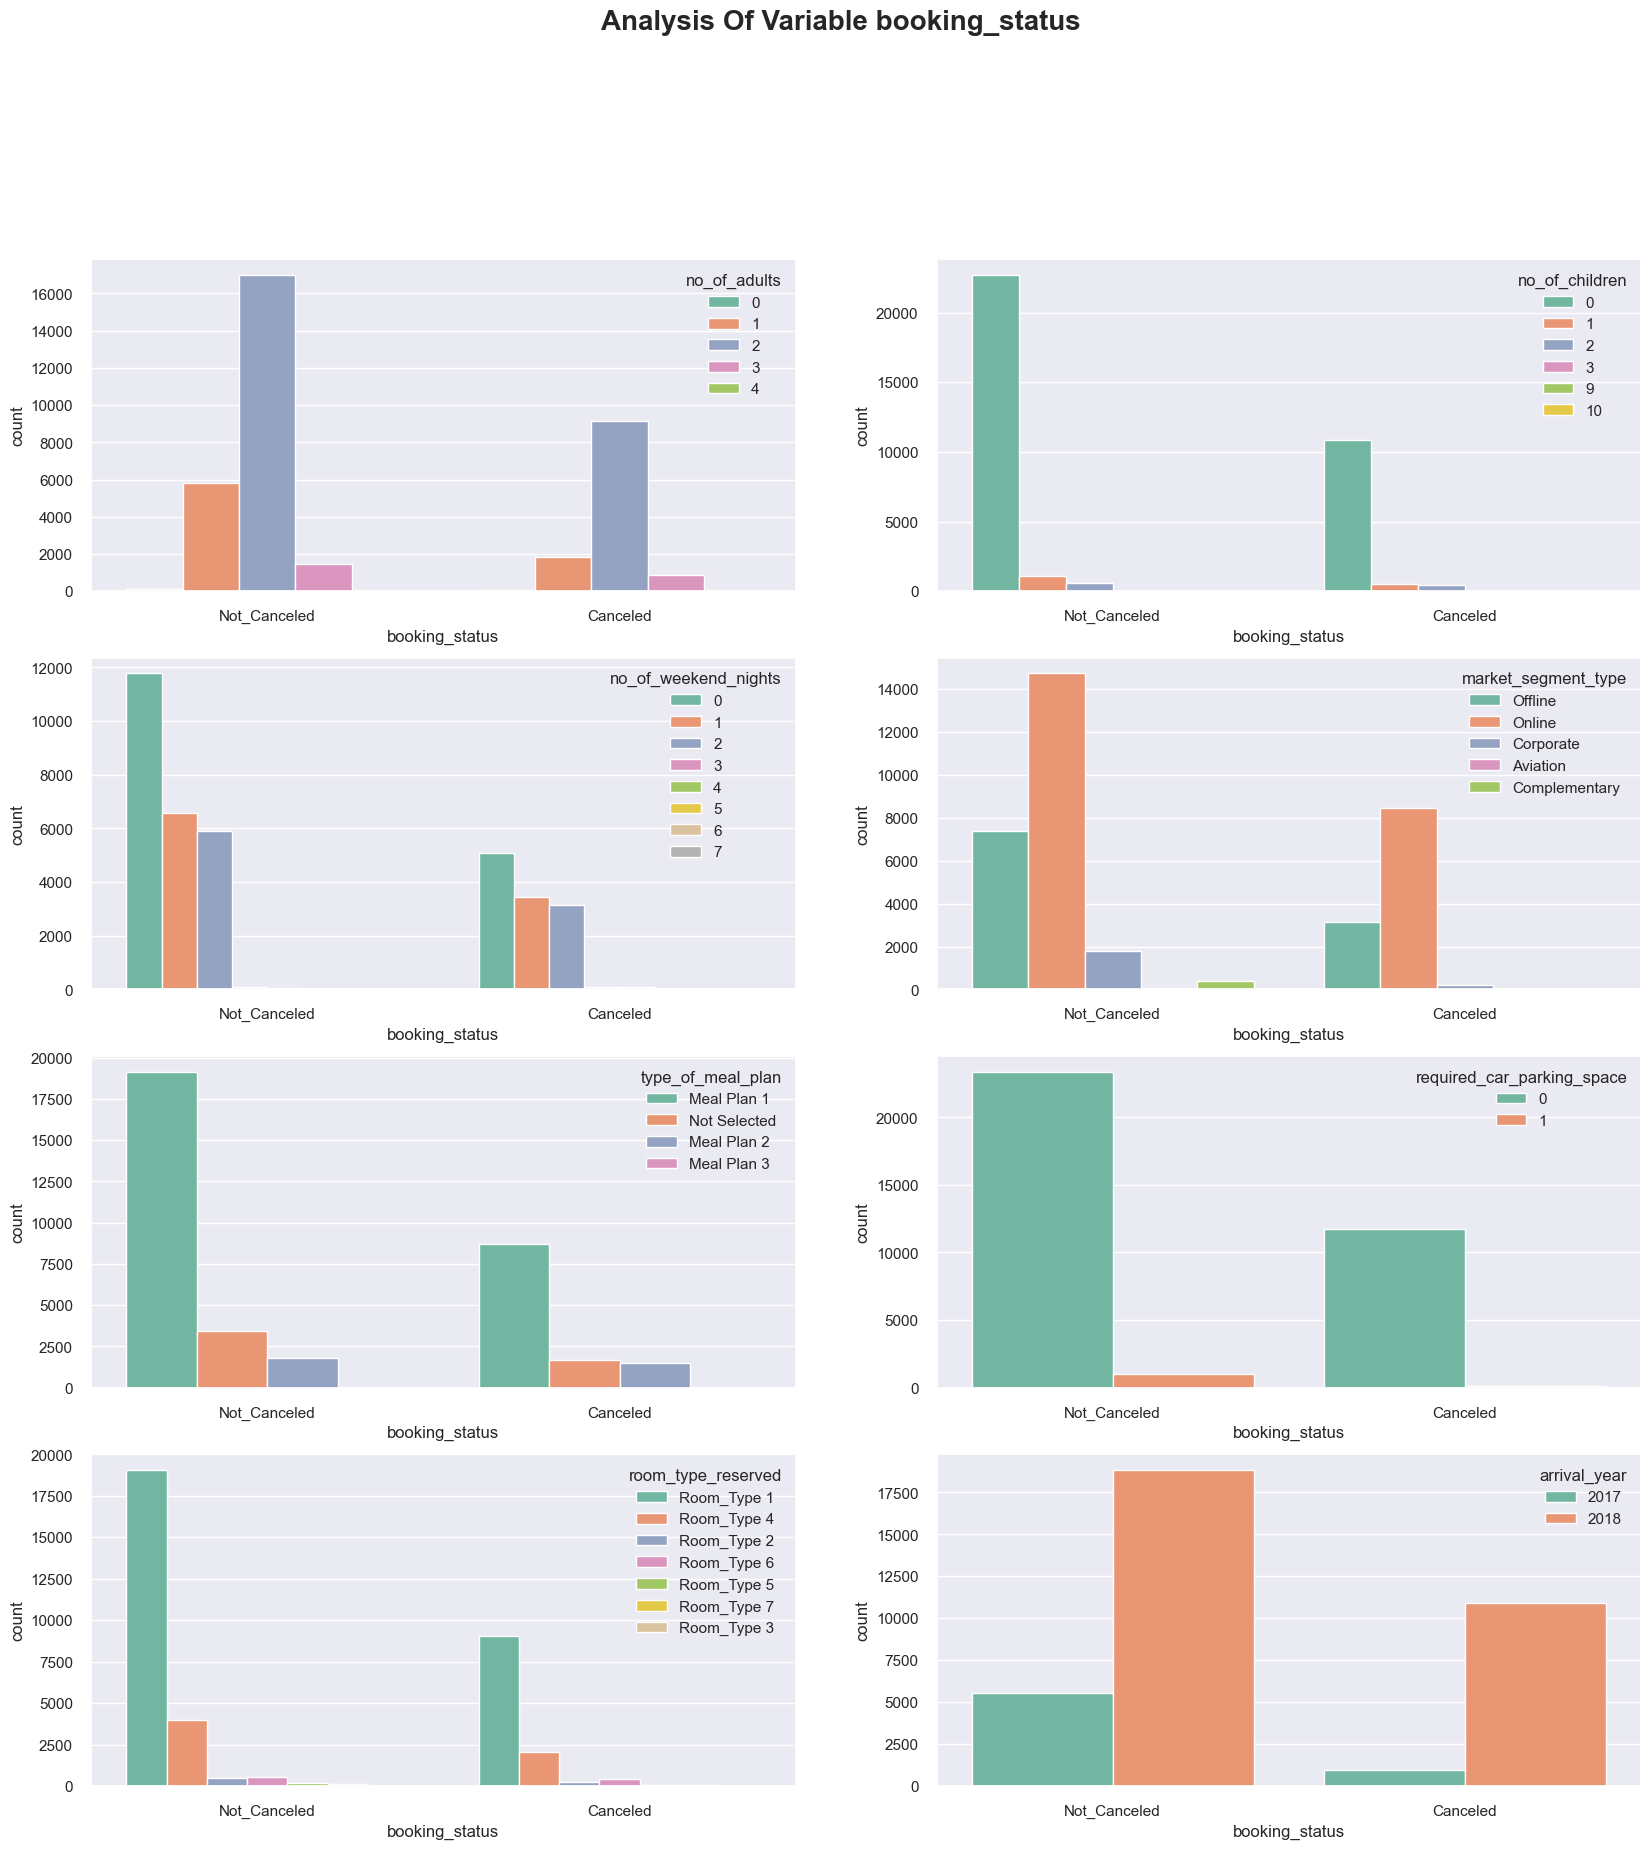 Analysis Of Variable booking_status
16000
14000
12000
10000
8000
6000
4000
2000
0
count
no_of_adults
0
1
2
3
4
Not_Canceled
Canceled
booking_status
20000
15000
10000
5000
0
count
no_of_children
0
1
2
3
9
10
Not_Canceled
Canceled
booking_status
12000
10000
8000
6000
4000
2000
0
count
no_of_weekend_nights
0
1
2
3
4
5
6
7
Not_Canceled
Canceled
booking_status
14000
12000
10000
8000
6000
4000
2000
0
count
market_segment_type
Offline
Online
Corporate
Aviation
Complementary
Not_Canceled
Canceled
booking_status
20000
17500
15000
12500
10000
7500
5000
2500
0
count
type_of_meal_plan
Meal Plan 1
Not Selected
Meal Plan 2
Meal Plan 3
Not_Canceled
Canceled
booking_status
20000
15000
10000
5000
0
count
required_car_parking_space
0
1
Not_Canceled
Canceled
booking_status
20000
17500
15000
12500
10000
7500
5000
2500
0
count
room_type_reserved
Room_Type 1
Room_Type 4
Room_Type 2
Room_Type 6
Room_Type 5
Room_Type 7
Room_Type 3
Not_Canceled
Canceled
booking_status
17500
15000
12500
10000
7500
5000
2500
0
count
arrival_year
2017
2018
Not_Canceled
Canceled
booking_status